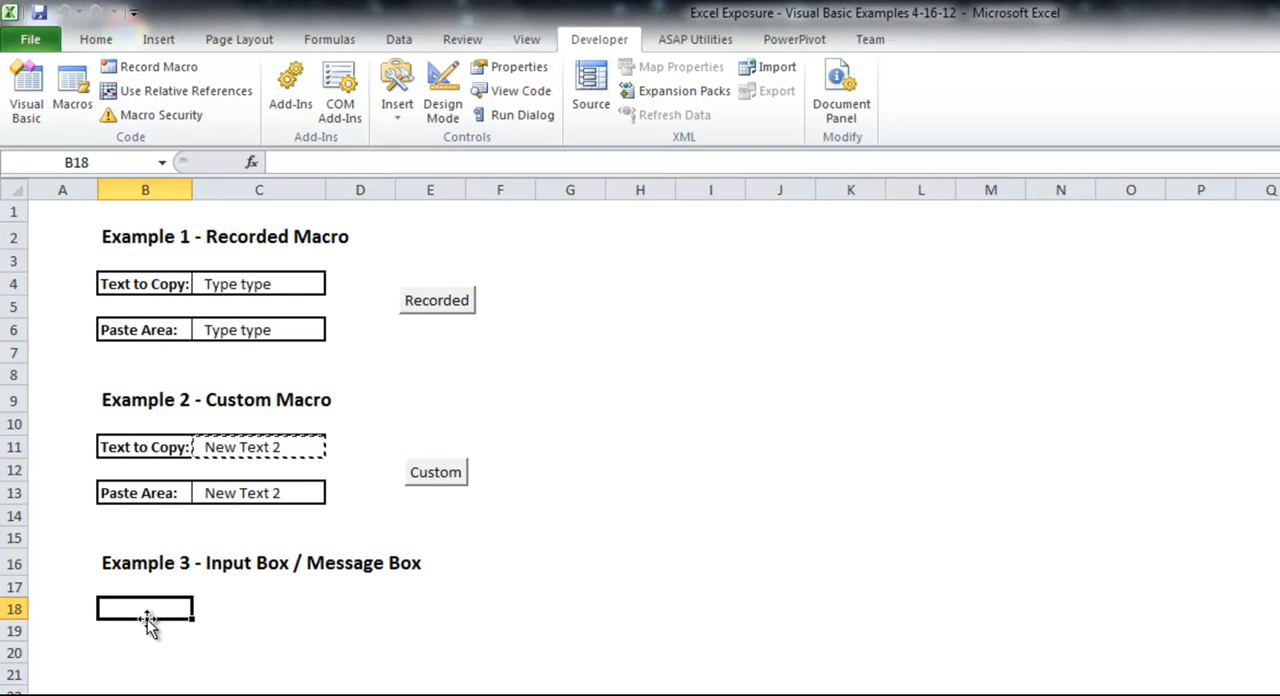 Excel Exposure - Visual Basic Examples 4-16-12 - Microsoft Excel
File Home Insert Page Layout Formulas Data Review View Developer ASAP Utilities PowerPivot Team
Visual Basic
Macros
Record Macro
Use Relative References
Macro Security
Code
Add-Ins
COM Add-Ins
Add-Ins
Insert
Design Mode
Properties
View Code
Run Dialog
Controls
Source
Map Properties
Expansion Packs
Refresh Data
Import
Export
XML
Document Panel
Modify
B18 fx
A B C D E F G H I J K L M N O P Q
1
2 Example 1 - Recorded Macro
3
4 Text to Copy: Type type
Recorded
5
6 Paste Area: Type type
7
8
9 Example 2 - Custom Macro
10
11 Text to Copy: New Text 2
12 Custom
13 Paste Area: New Text 2
14
15
16 Example 3 - Input Box / Message Box
17
18
19
20
21